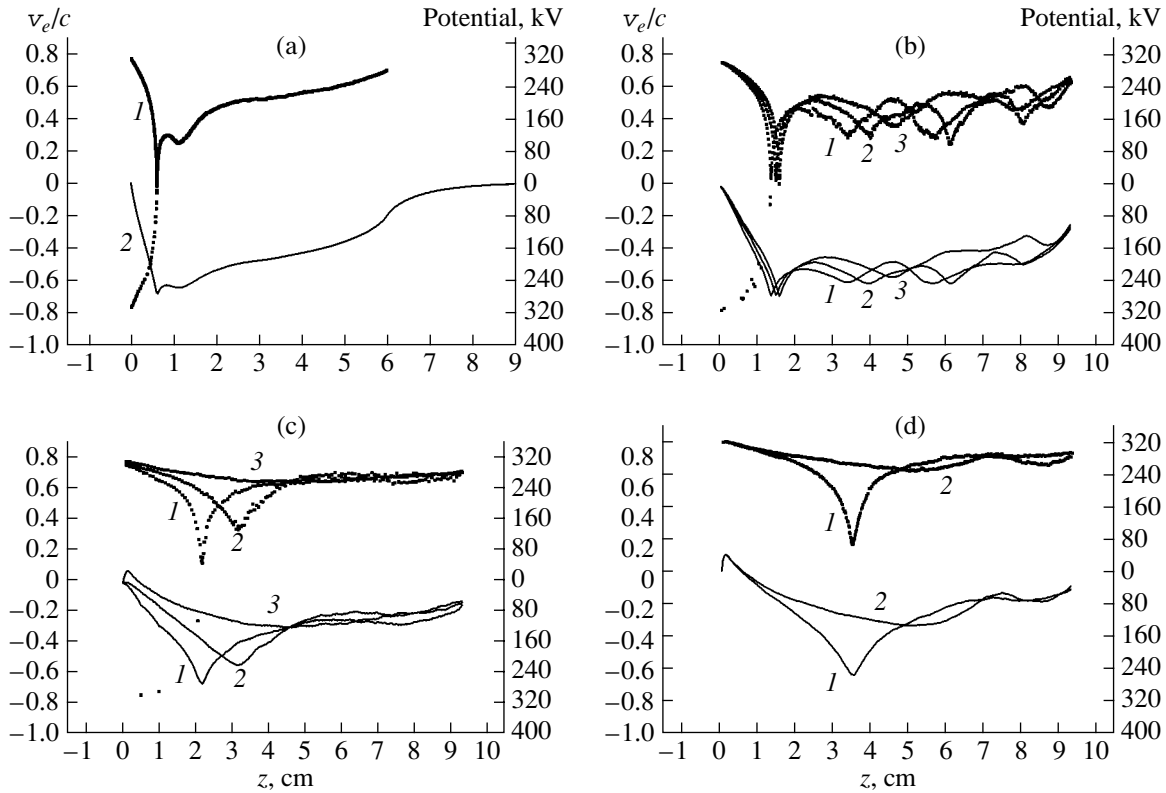 v_e/c Potential, kV v_e/c Potential, kV
(a) (b)
0.8 320 0.8 320
0.6 240 0.6 240
0.4 1 160 0.4 160
0.2 80 0.2 1 2 3 80
0 0 0 0
–0.2 80 –0.2 80
–0.4 2 160 –0.4 160
–0.6 240 –0.6 1 2 3 240
–0.8 320 –0.8 320
–1.0 400 –1.0 400
–1 0 1 2 3 4 5 6 7 8 9 –1 0 1 2 3 4 5 6 7 8 9 10
(c) (d)
0.8 3 320 0.8 320
0.6 240 0.6 2 240
0.4 1 2 160 0.4 1 160
0.2 80 0.2 80
0 0 0 0
–0.2 3 80 –0.2 2 80
–0.4 160 –0.4 160
–0.6 1 2 240 –0.6 1 240
–0.8 320 –0.8 320
–1.0 400 –1.0 400
–1 0 1 2 3 4 5 6 7 8 9 10 –1 0 1 2 3 4 5 6 7 8 9 10
z, cm z, cm